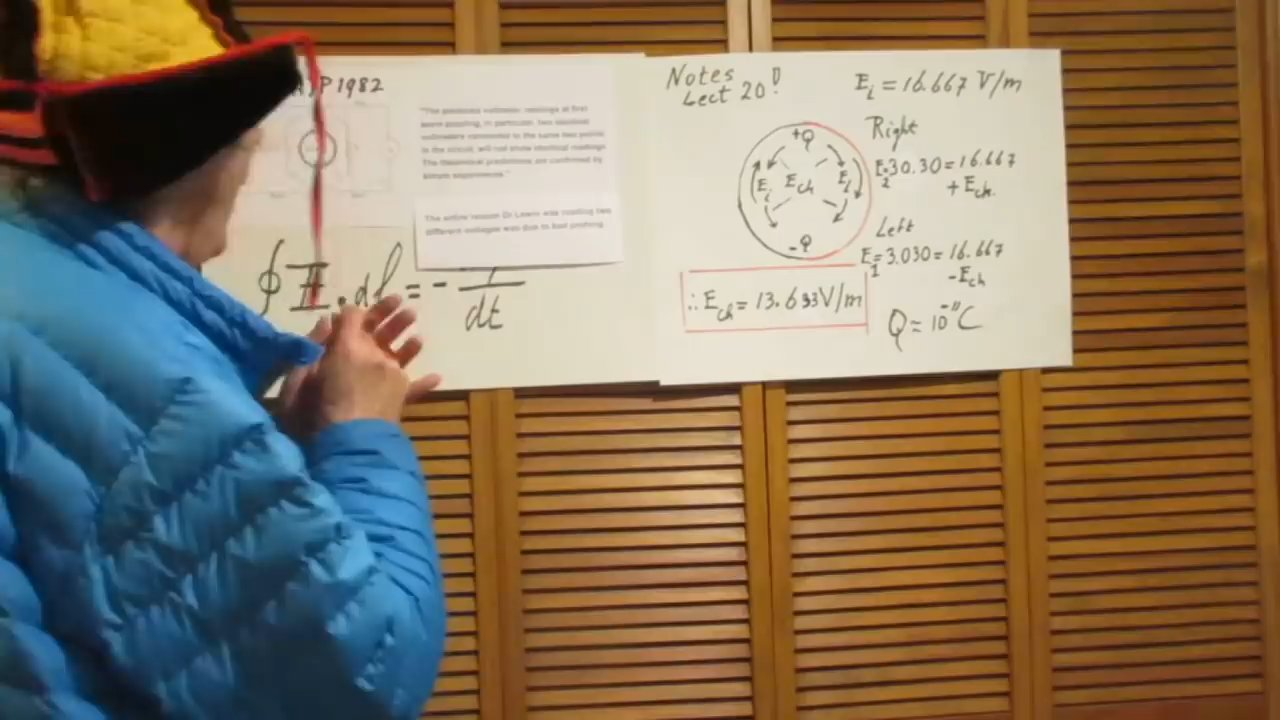 AJP 1982
"The potential voltmeter readings at first
seem puzzling, in particular, two identical
voltmeters connected to the same two points
in the circuit, will not show identical readings.
The theoretical predictions are confirmed by
simple experiments."
The entire reason Dr Lewin was reading two
different voltages was due to bad probing.
∮ E · dl = -
dt
Notes
Lect 20!
+Q
Ei
Ech
Ei
-Q
∴ Ech = 13.633V/m
Ei = 16.667 V/m
Right
E2=30.30=16.667
+ Ech.
Left
E1=3.030=16.667
-Ech
Q = 10⁻¹¹C